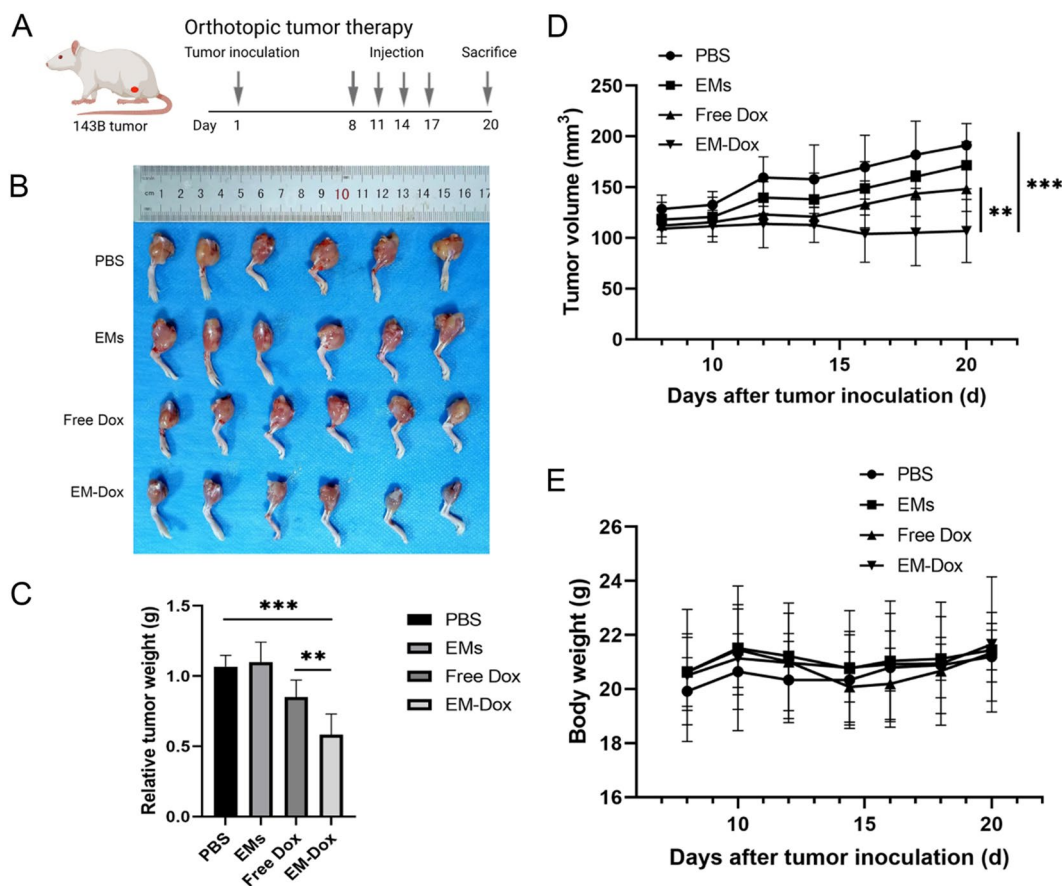 A
Orthotopic tumor therapy
Tumor inoculation Injection Sacrifice
143B tumor
Day 1 8 11 14 17 20
B
cm 1 2 3 4 5 6 7 8 9 10 11 12 13 14 15 16 17
PBS
EMs
Free Dox
EM-Dox
C
Relative tumor weight (g)
1.5
1.0
0.5
0.0
***
**
PBS
EMs
Free Dox
EM-Dox
PBS EMs Free Dox EM-Dox
D
PBS
EMs
Free Dox
EM-Dox
Tumor volume (mm³)
250
200
150
100
50
0
***
**
10 15 20
Days after tumor inoculation (d)
E
PBS
EMs
Free Dox
EM-Dox
Body weight (g)
26
24
22
20
18
16
10 15 20
Days after tumor inoculation (d)